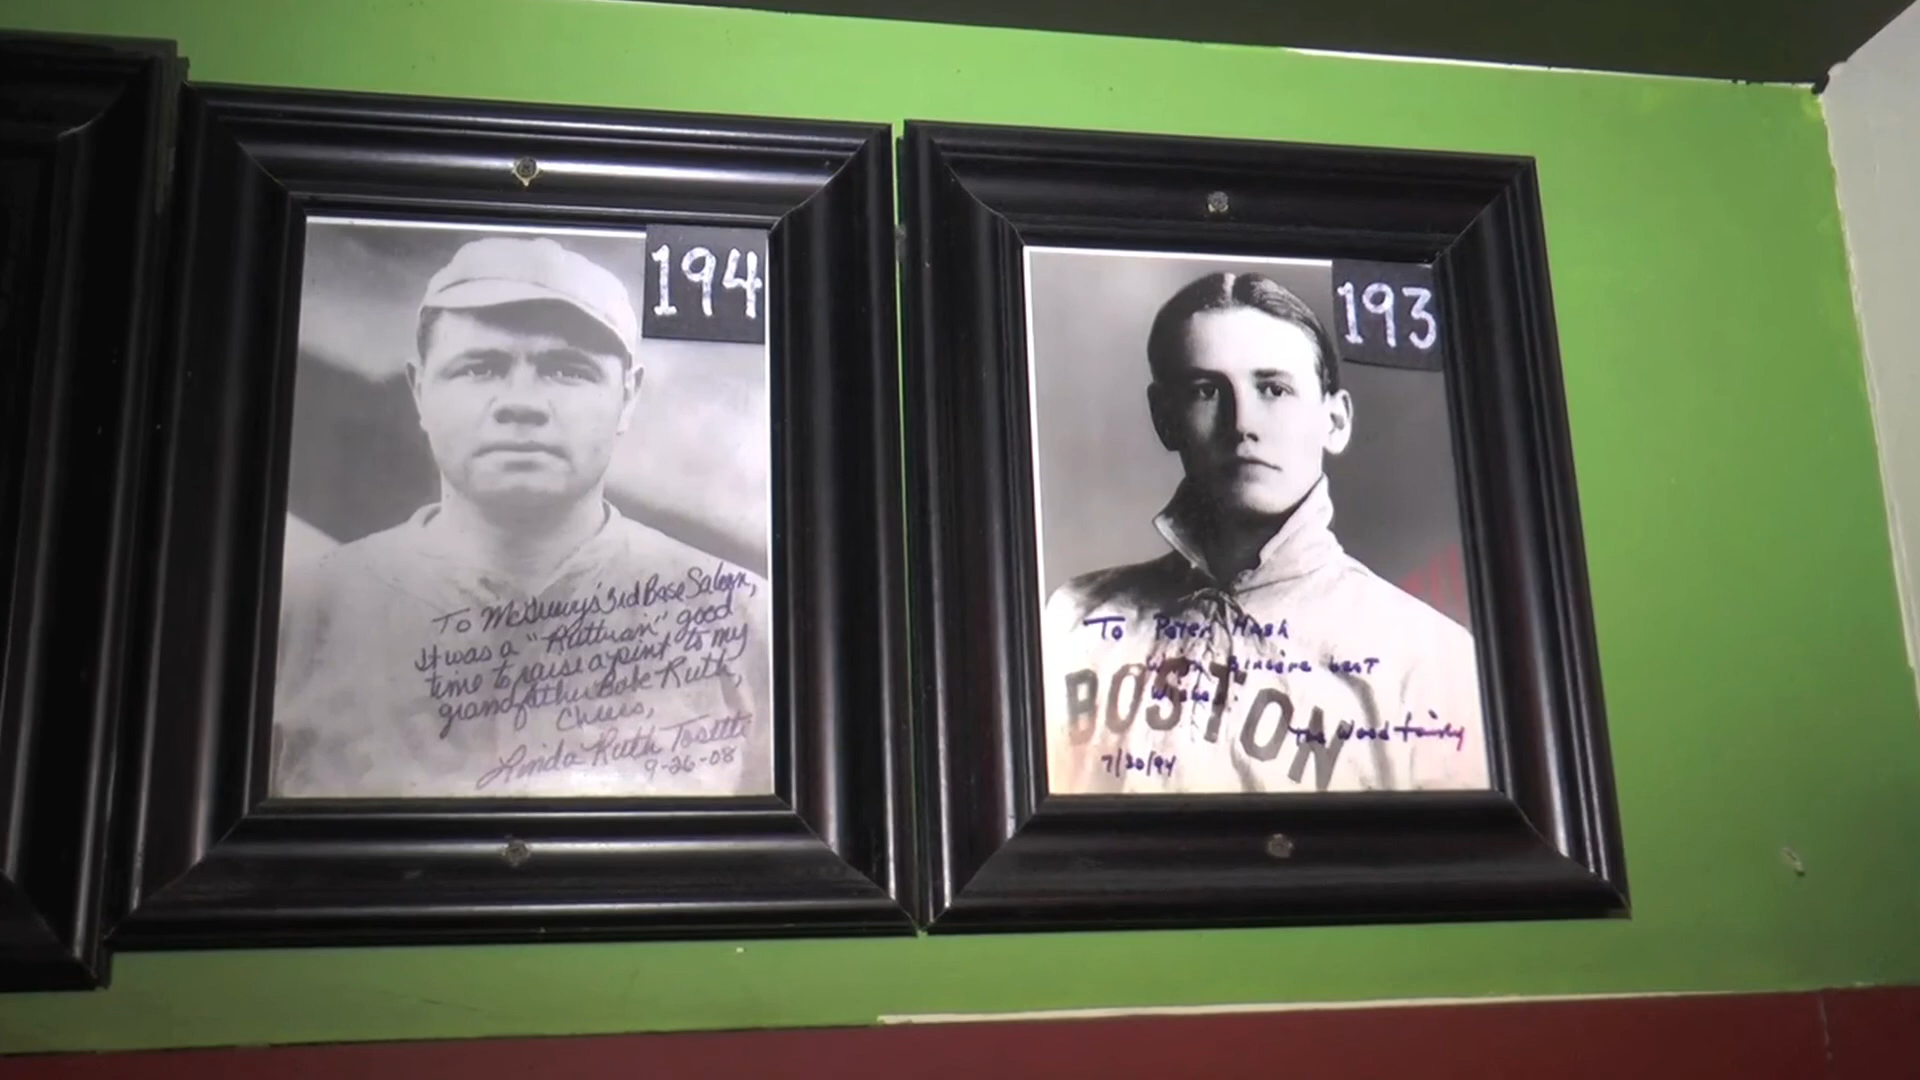 194
To McGreevy's 3rd Base Saloon,
It was a "Ruthian" good
time to raise a pint to my
grandfather Babe Ruth,
Cheers,
Linda Ruth Tosetti
9-26-08
193
To Peter Nash
With sincere best
Wishes.
The Wood Family
7/30/94
BOSTON